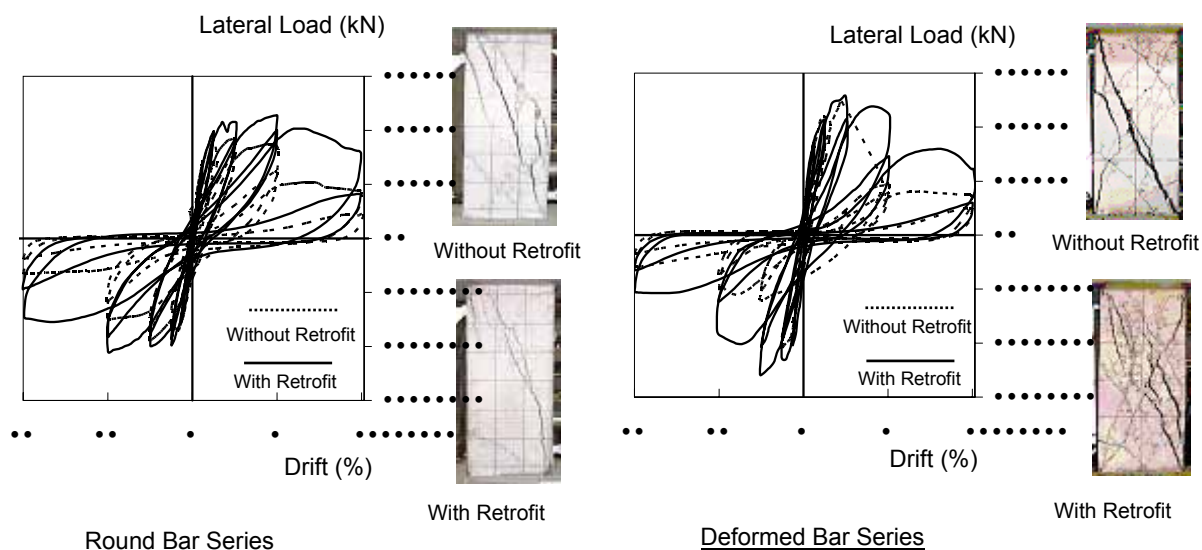 Lateral Load (kN)
Without Retrofit
Without Retrofit
With Retrofit
Drift (%)
With Retrofit
Round Bar Series
Lateral Load (kN)
Without Retrofit
Without Retrofit
With Retrofit
Drift (%)
With Retrofit
Deformed Bar Series